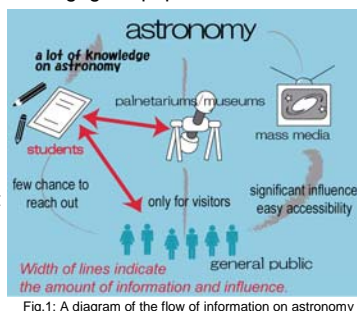 astronomy
a lot of knowledge
on astronomy
palnetariums/museums
mass media
students
few chance to
reach out
only for visitors
significant influence
easy accessibility
general public
Width of lines indicate
the amount of information and influence.
Fig.1: A diagram of the flow of information on astronomy